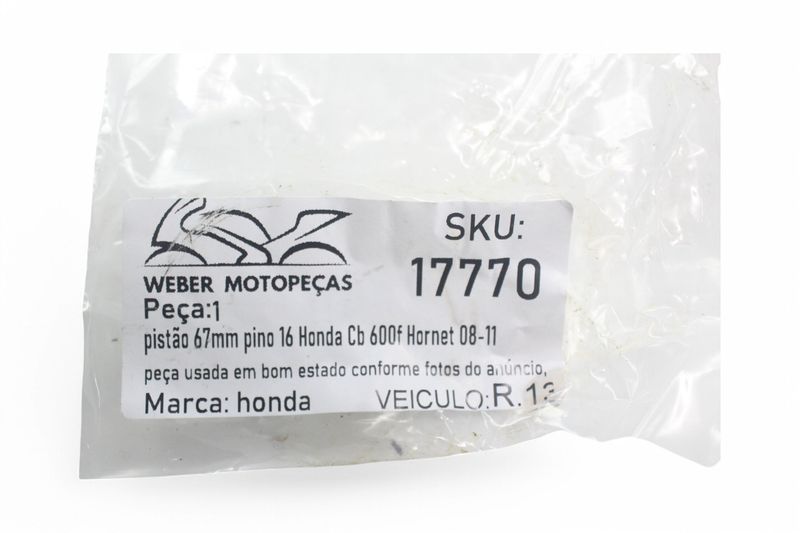 SKU:
17770
WEBER MOTOPEÇAS
Peça:1
pistão 67mm pino 16 Honda Cb 600f Hornet 08-11
peça usada em bom estado conforme fotos do anúncio,
Marca: honda VEICULO:R.13